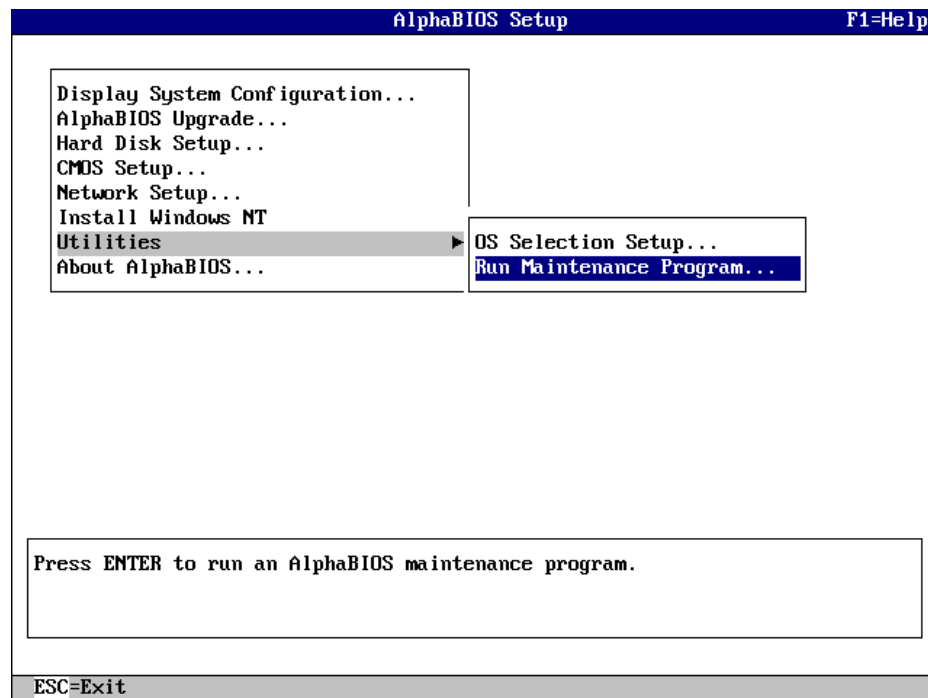 AlphaBIOS Setup F1=Help
Display System Configuration...
AlphaBIOS Upgrade...
Hard Disk Setup...
CMOS Setup...
Network Setup...
Install Windows NT
Utilities
About AlphaBIOS...
OS Selection Setup...
Run Maintenance Program...
Press ENTER to run an AlphaBIOS maintenance program.
ESC=Exit